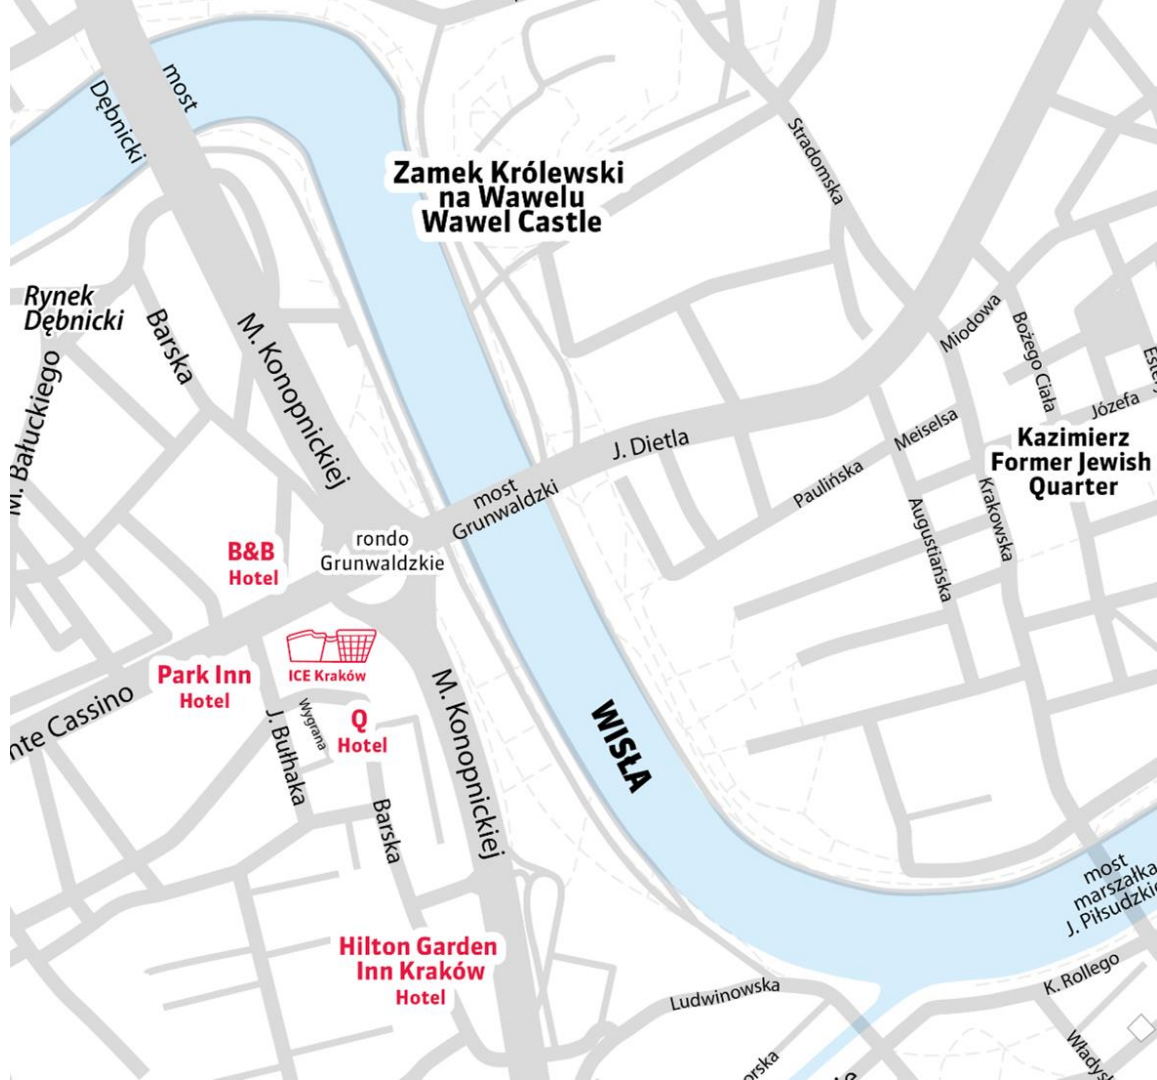 most
Dębnicki
Zamek Królewski
na Wawelu
Wawel Castle
Stradomska
Rynek
Dębnicki
Barska
M. Konopnickiej
M. Bałuckiego
Miodowa
Bożego Ciała
Józefa
Meiselsa
Kazimierz
Former Jewish
Quarter
J. Dietla
most
Grunwaldzki
Paulińska
Augustiańska
Krakowska
rondo
Grunwaldzkie
B&B
Hotel
ICE Kraków
Park Inn
Hotel
nte Cassino
J. Bułhaka
Wygrana
Q
Hotel
M. Konopnickiej
Barska
WISŁA
most
marszałka
J. Piłsudzkie
Hilton Garden
Inn Kraków
Hotel
Ludwinowska
K. Rollego